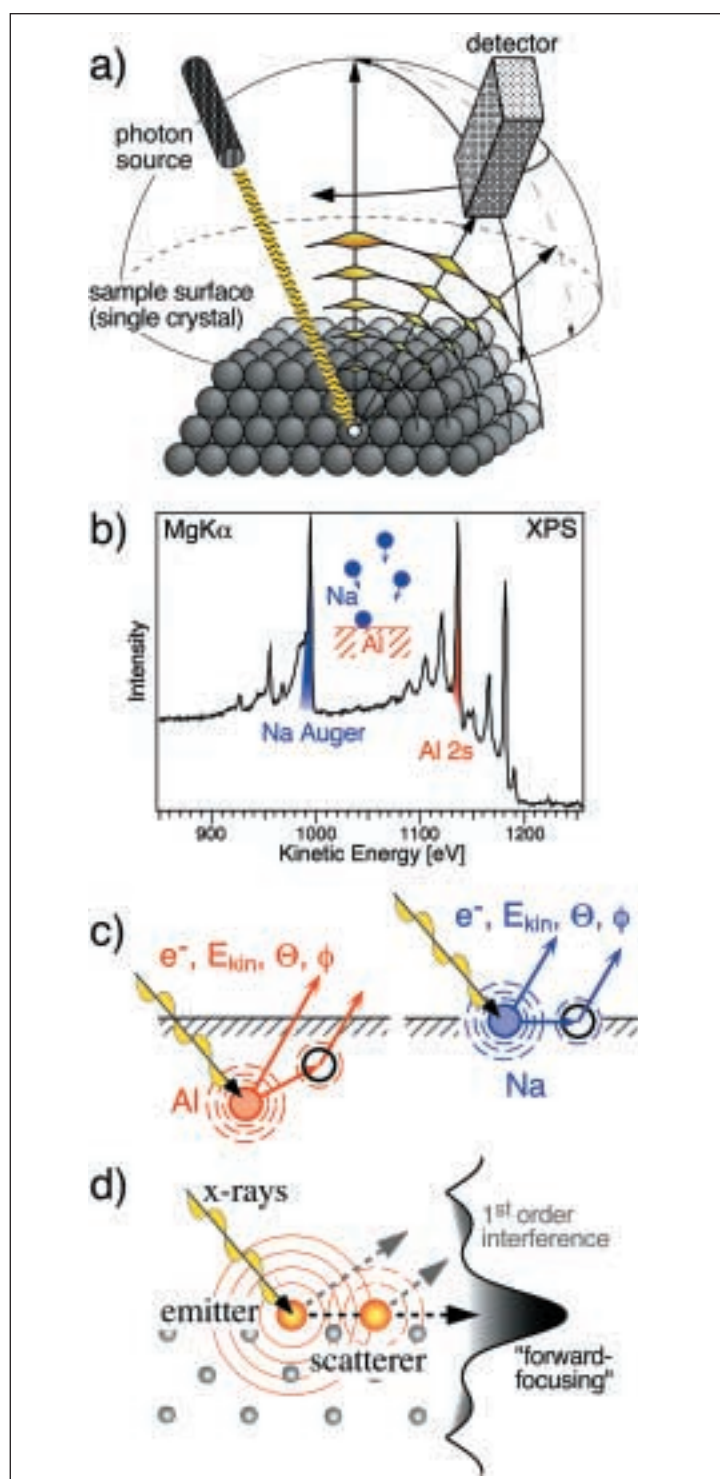 a)
detector
photon
source
sample surface
(single crystal)
b)
MgKα
XPS
Na
Al
Intensity
Na Auger
Al 2s
900
1000
1100
1200
Kinetic Energy [eV]
c)
e⁻, Eₖᵢₙ, Θ, ϕ
e⁻, Eₖᵢₙ, Θ, ϕ
Al
Na
d)
x-rays
1st order
interference
emitter
scatterer
"forward-
focusing"